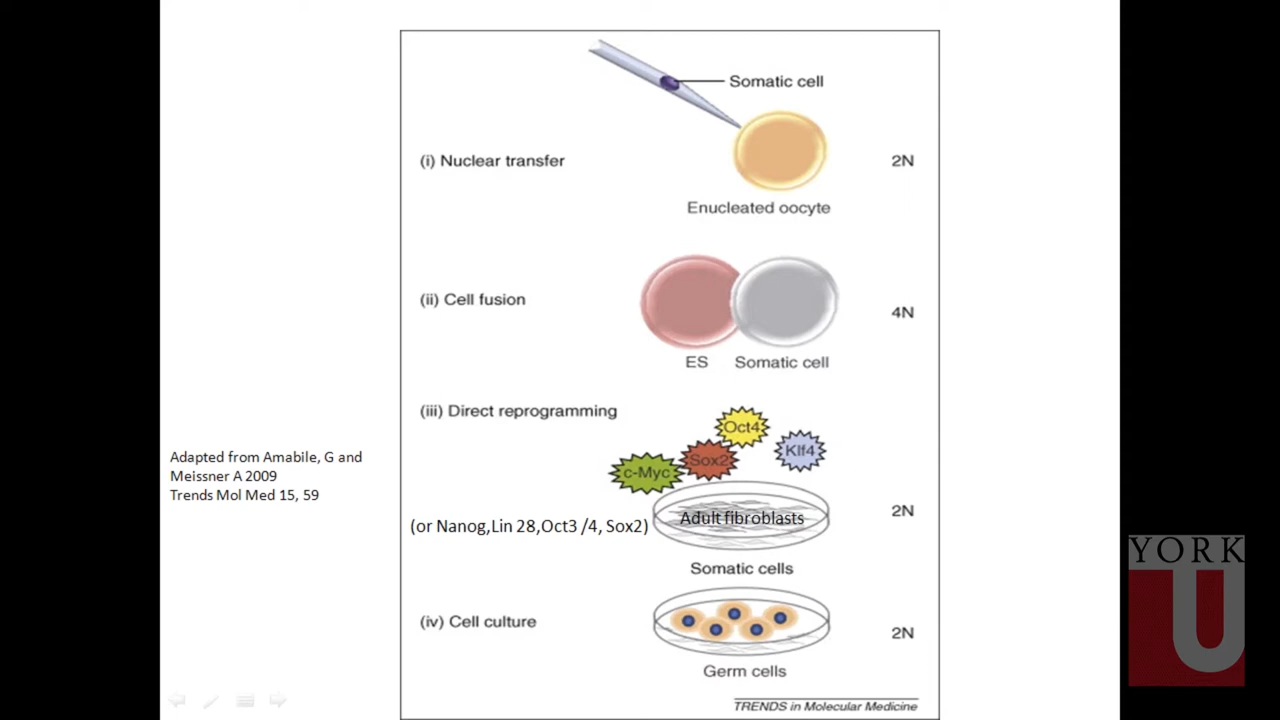 Somatic cell
(i) Nuclear transfer
2N
Enucleated oocyte
(ii) Cell fusion
4N
ES
Somatic cell
(iii) Direct reprogramming
Oct4
Klf4
Sox2
c-Myc
Adapted from Amabile, G and
Meissner A 2009
Trends Mol Med 15, 59
(or Nanog,Lin 28,Oct3 /4, Sox2)
Adult fibroblasts
2N
Somatic cells
(iv) Cell culture
2N
Germ cells
TRENDS in Molecular Medicine
YORK
U